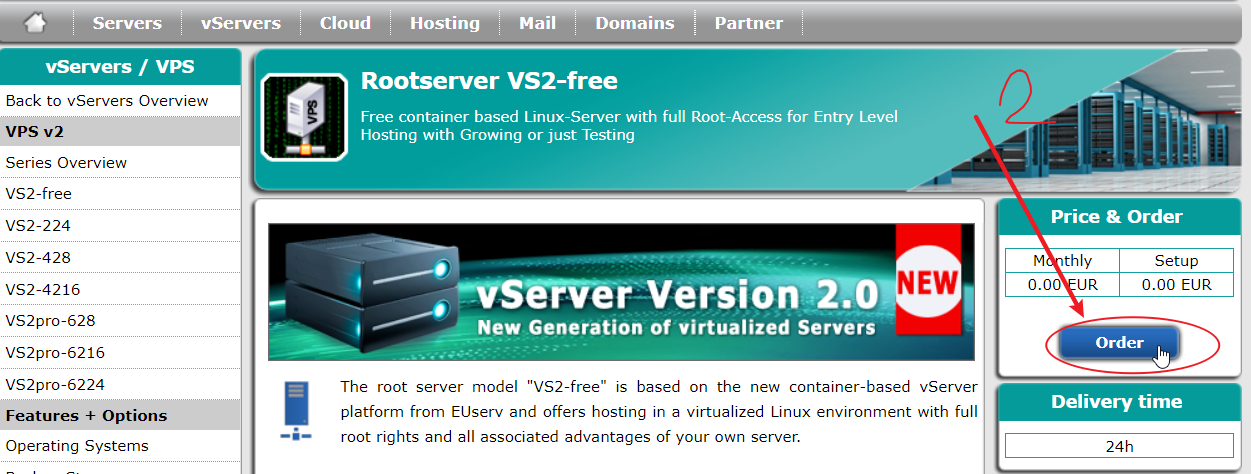 Servers vServers Cloud Hosting Mail Domains Partner
vServers / VPS
Back to vServers Overview
VPS v2
Series Overview
VS2-free
VS2-224
VS2-428
VS2-4216
VS2pro-628
VS2pro-6216
VS2pro-6224
Features + Options
Operating Systems
VPS
Rootserver VS2-free
Free container based Linux-Server with full Root-Access for Entry Level
Hosting with Growing or just Testing
2
vServer Version 2.0
New Generation of virtualized Servers
NEW
The root server model "VS2-free" is based on the new container-based vServer
platform from EUserv and offers hosting in a virtualized Linux environment with full
root rights and all associated advantages of your own server.
Price & Order
Monthly Setup
0.00 EUR 0.00 EUR
Order
Delivery time
24h